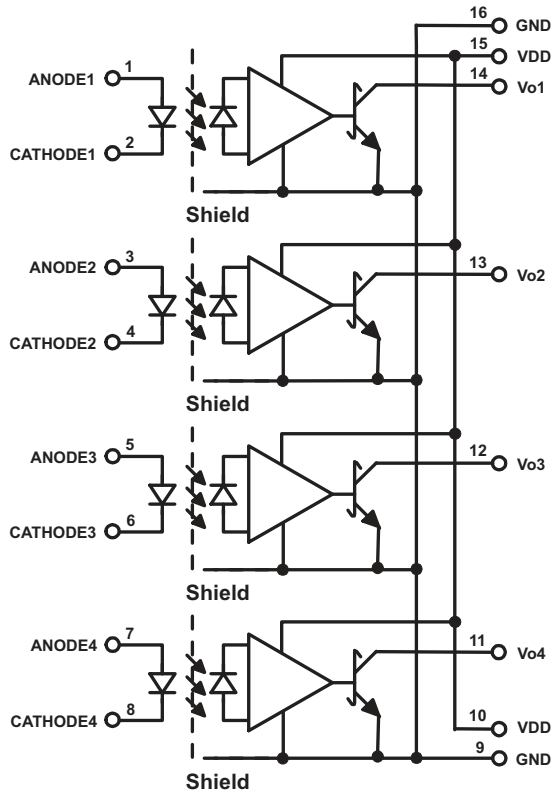 16 GND
15 VDD
ANODE1 1
14 Vo1
CATHODE1 2
Shield
ANODE2 3
13 Vo2
CATHODE2 4
Shield
ANODE3 5
12 Vo3
CATHODE3 6
Shield
ANODE4 7
11 Vo4
CATHODE4 8
10 VDD
9 GND
Shield